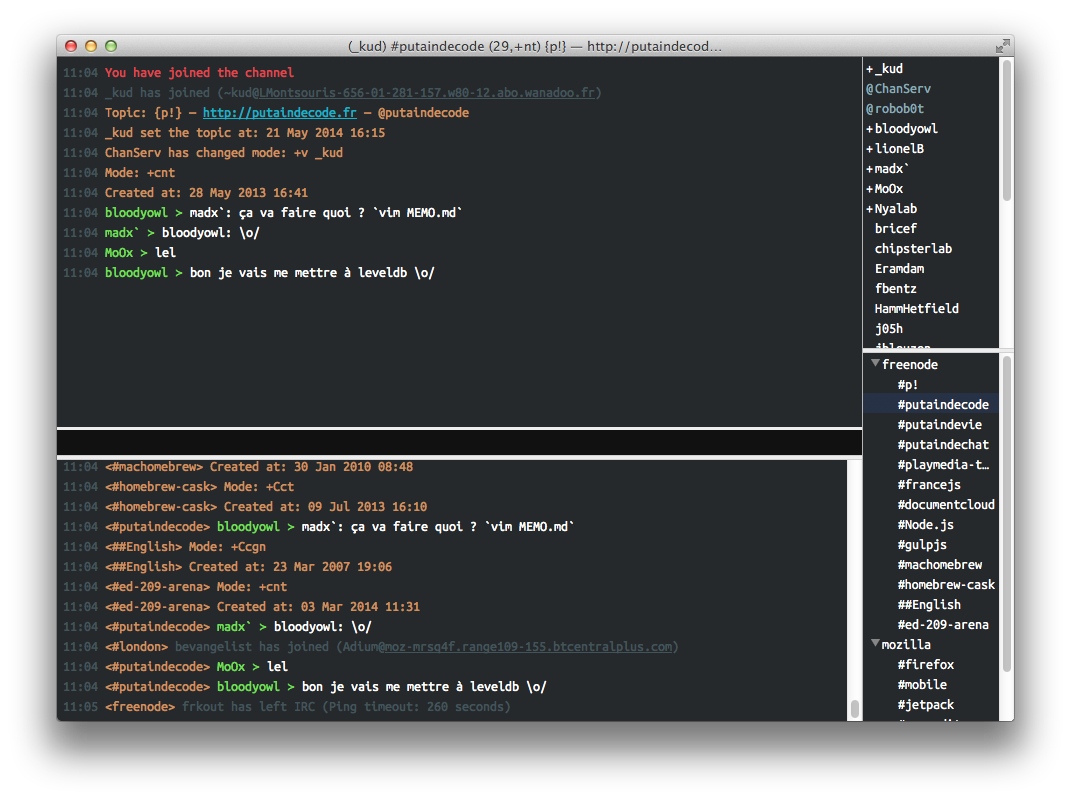 (_kud) #putaindecode (29,+nt) {p!} — http://putaindecod…
11:04 You have joined the channel
11:04 _kud has joined (~kud@LMontsouris-656-01-281-157.w80-12.abo.wanadoo.fr)
11:04 Topic: {p!} — http://putaindecode.fr — @putaindecode
11:04 _kud set the topic at: 21 May 2014 16:15
11:04 ChanServ has changed mode: +v _kud
11:04 Mode: +cnt
11:04 Created at: 28 May 2013 16:41
11:04 bloodyowl > madx`: ça va faire quoi ? `vim MEMO.md`
11:04 madx` > bloodyowl: \o/
11:04 MoOx > lel
11:04 bloodyowl > bon je vais me mettre à leveldb \o/
11:04 <#machomebrew> Created at: 30 Jan 2010 08:48
11:04 <#homebrew-cask> Mode: +Cct
11:04 <#homebrew-cask> Created at: 09 Jul 2013 16:10
11:04 <#putaindecode> bloodyowl > madx`: ça va faire quoi ? `vim MEMO.md`
11:04 <##English> Mode: +Ccgn
11:04 <##English> Created at: 23 Mar 2007 19:06
11:04 <#ed-209-arena> Mode: +cnt
11:04 <#ed-209-arena> Created at: 03 Mar 2014 11:31
11:04 <#putaindecode> madx` > bloodyowl: \o/
11:04 <#london> bevangelist has joined (Adium@moz-mrsq4f.range109-155.btcentralplus.com)
11:04 <#putaindecode> MoOx > lel
11:04 <#putaindecode> bloodyowl > bon je vais me mettre à leveldb \o/
11:05 <freenode> frkout has left IRC (Ping timeout: 260 seconds)
+_kud
@ChanServ
@robob0t
+bloodyowl
+lionelB
+madx`
+MoOx
+Nyalab
bricef
chipsterlab
Eramdam
fbentz
HammHetfield
j05h
freenode
#p!
#putaindecode
#putaindevie
#putaindechat
#playmedia-t…
#francejs
#documentcloud
#Node.js
#gulpjs
#machomebrew
#homebrew-cask
##English
#ed-209-arena
mozilla
#firefox
#mobile
#jetpack